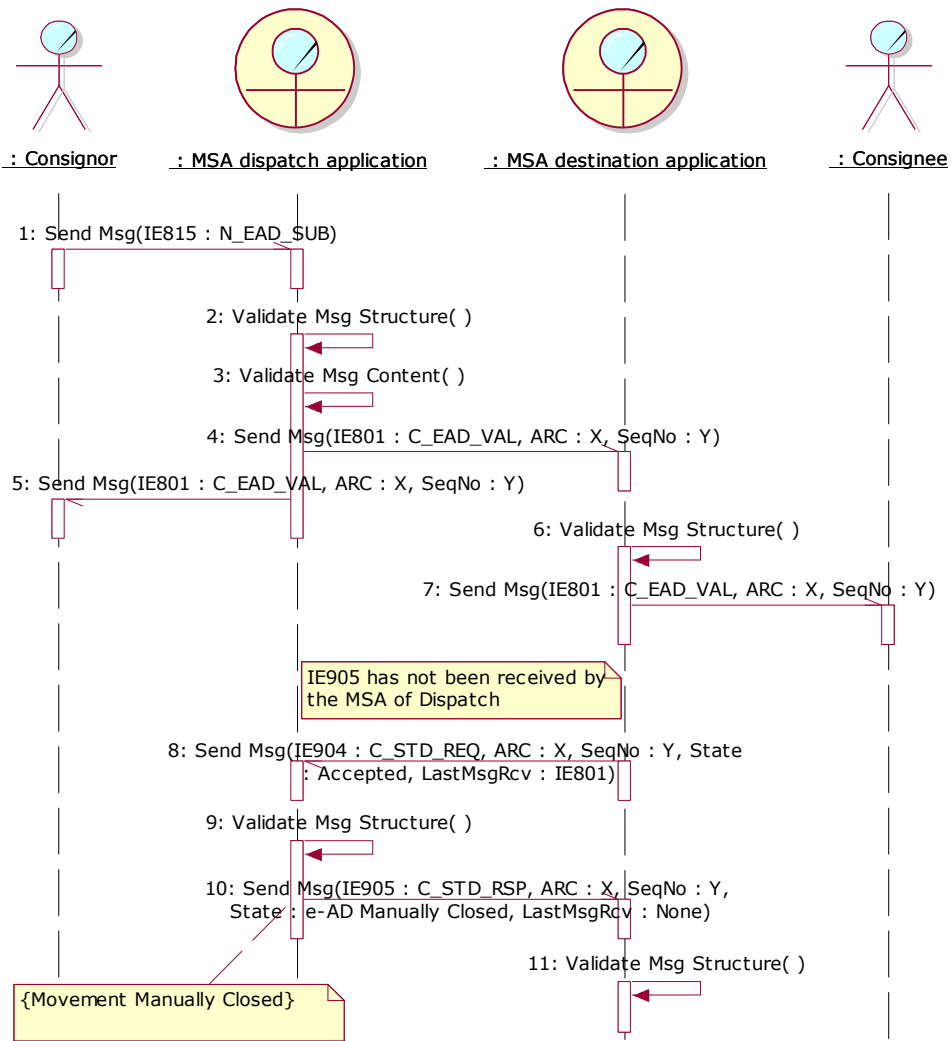 : Consignor
: MSA dispatch application
: MSA destination application
: Consignee
1: Send Msg(IE815 : N_EAD_SUB)
2: Validate Msg Structure( )
3: Validate Msg Content( )
4: Send Msg(IE801 : C_EAD_VAL, ARC : X, SeqNo : Y)
5: Send Msg(IE801 : C_EAD_VAL, ARC : X, SeqNo : Y)
6: Validate Msg Structure( )
7: Send Msg(IE801 : C_EAD_VAL, ARC : X, SeqNo : Y)
IE905 has not been received by
the MSA of Dispatch
8: Send Msg(IE904 : C_STD_REQ, ARC : X, SeqNo : Y, State
: Accepted, LastMsgRcv : IE801)
9: Validate Msg Structure( )
10: Send Msg(IE905 : C_STD_RSP, ARC : X, SeqNo : Y,
State : e-AD Manually Closed, LastMsgRcv : None)
11: Validate Msg Structure( )
{Movement Manually Closed}